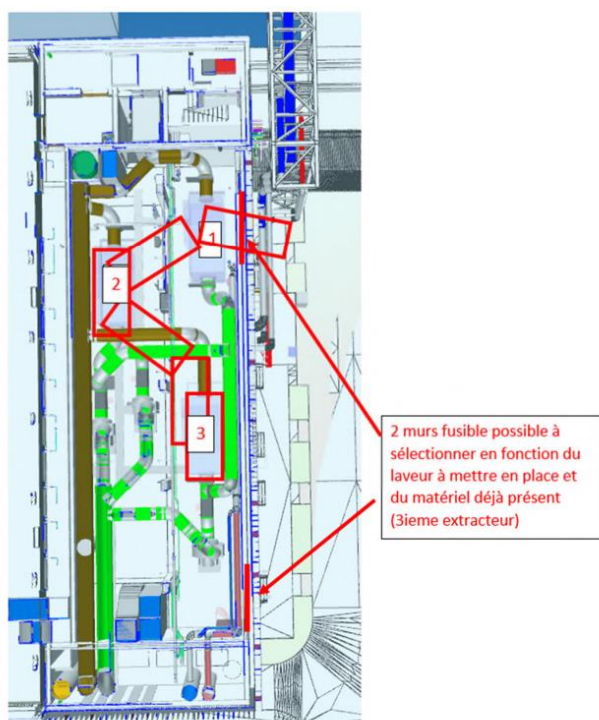 1
2
3
2 murs fusible possible à
sélectionner en fonction du
laveur à mettre en place et
du matériel déjà présent
(3ieme extracteur)